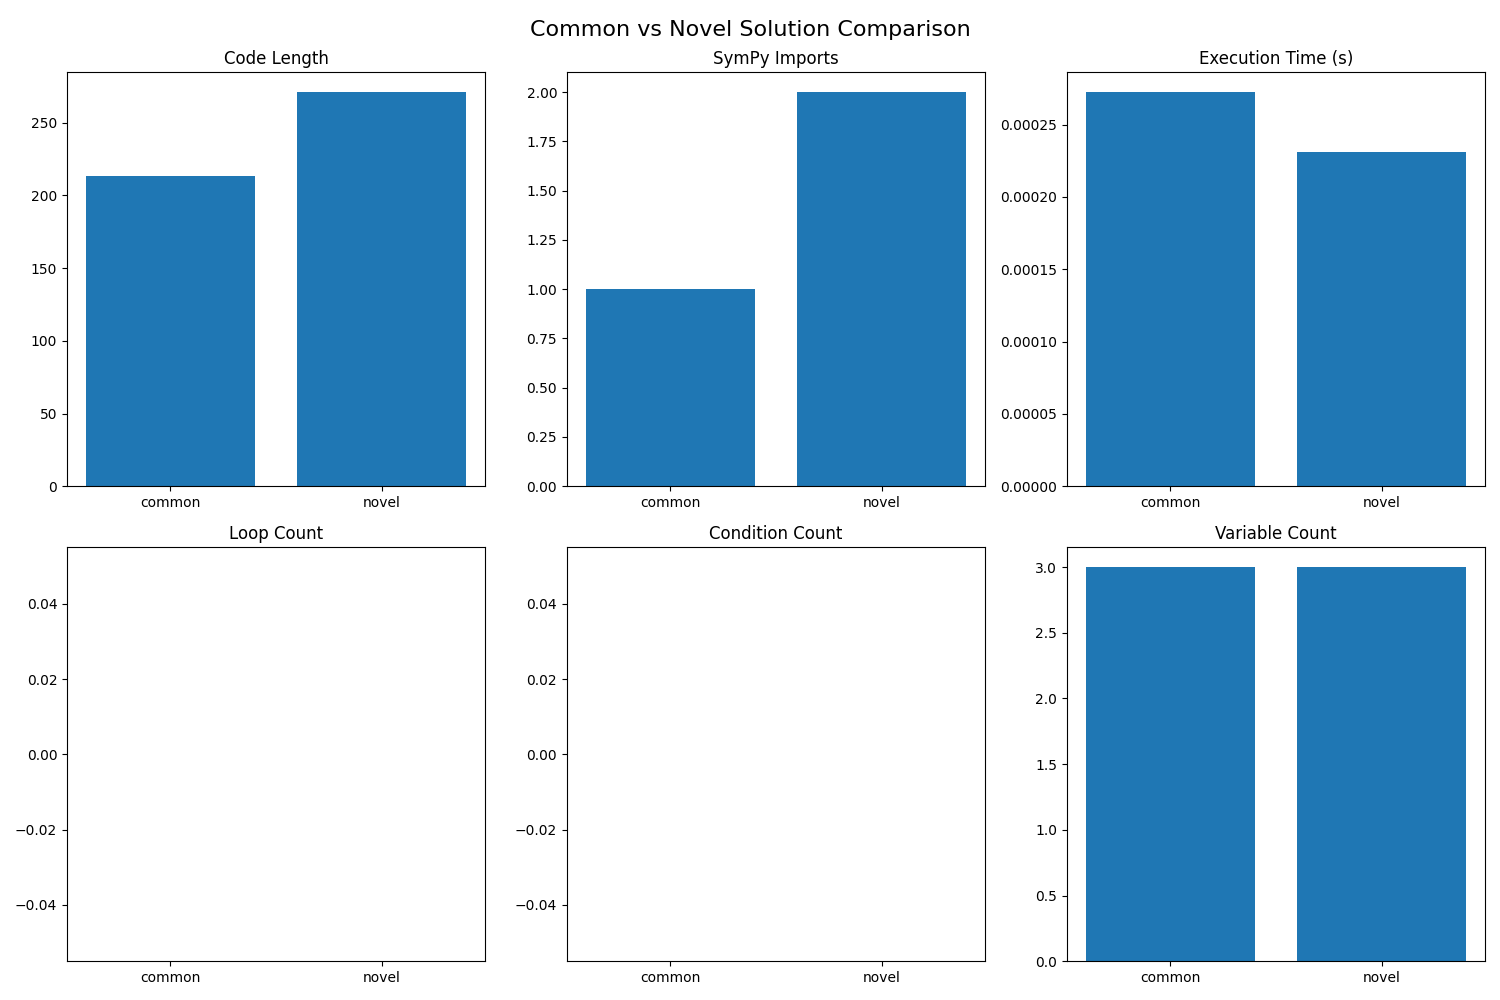 Common vs Novel Solution Comparison
Code Length
250
200
150
100
50
0
common novel
SymPy Imports
2.00
1.75
1.50
1.25
1.00
0.75
0.50
0.25
0.00
common novel
Execution Time (s)
0.00025
0.00020
0.00015
0.00010
0.00005
0.00000
common novel
Loop Count
0.04
0.02
0.00
−0.02
−0.04
common novel
Condition Count
0.04
0.02
0.00
−0.02
−0.04
common novel
Variable Count
3.0
2.5
2.0
1.5
1.0
0.5
0.0
common novel